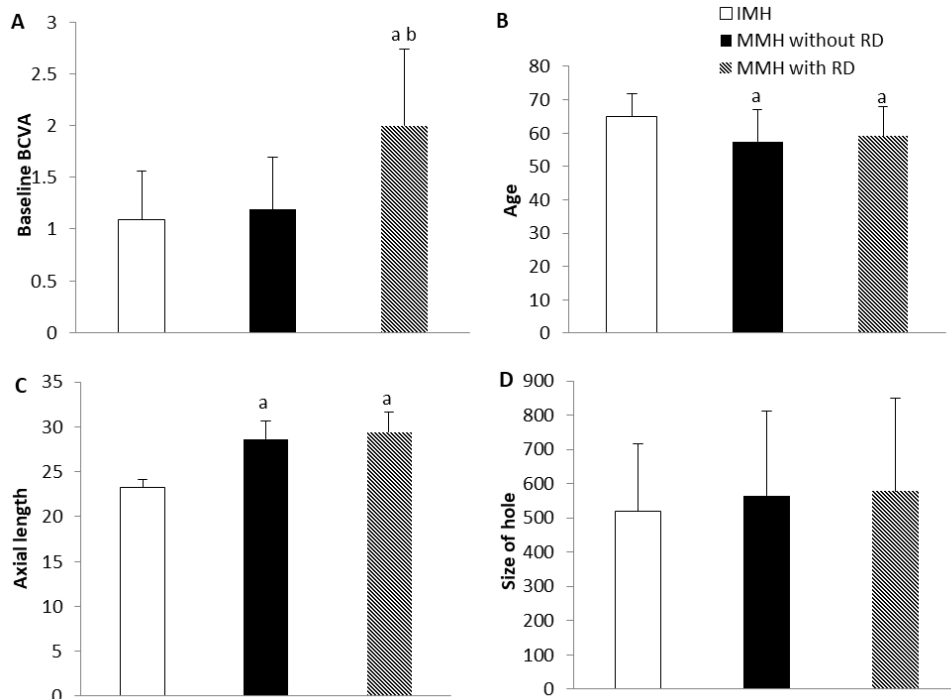 A
Baseline BCVA
3
2.5
2
1.5
1
0.5
0
a b
B
IMH
MMH without RD
MMH with RD
Age
80
70
60
50
40
30
20
10
0
a
a
C
Axial length
35
30
25
20
15
10
5
0
a
a
D
Size of hole
900
800
700
600
500
400
300
200
100
0